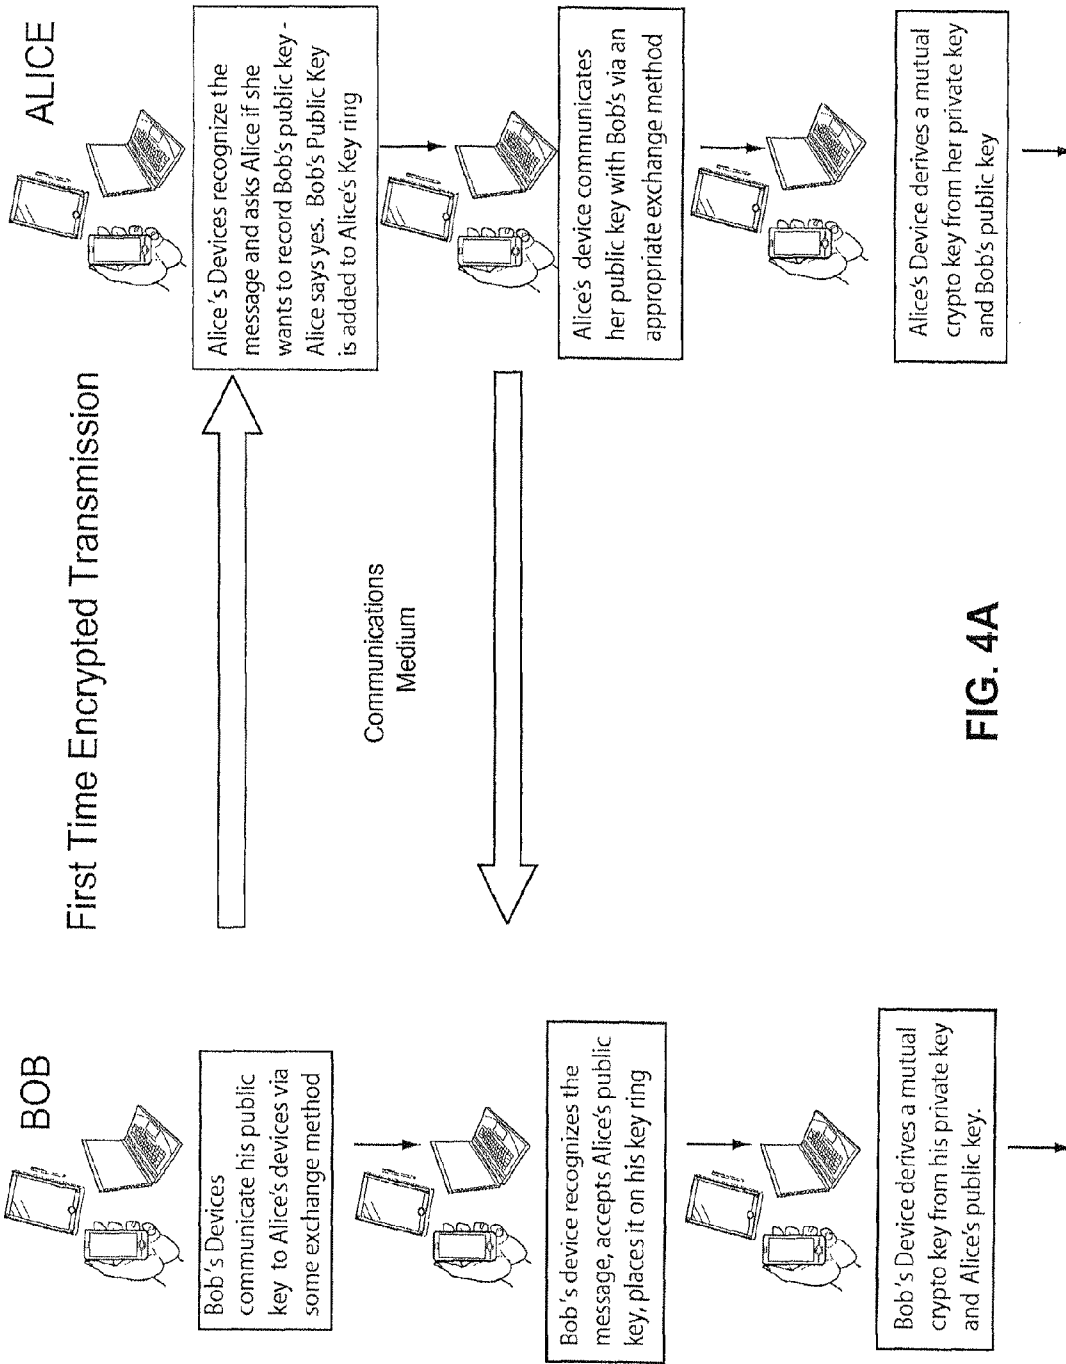 First Time Encrypted Transmission
BOB
ALICE
Bob's Devices
communicate his public
key to Alice's devices via
some exchange method
Alice's Devices recognize the
message and asks Alice if she
wants to record Bob's public key -
Alice says yes. Bob's Public Key
is added to Alice's Key ring
Communications
Medium
Bob's device recognizes the
message, accepts Alice's public
key, places it on his key ring
Alice's device communicates
her public key with Bob's via an
appropriate exchange method
Bob's Device derives a mutual
crypto key from his private key
and Alice's public key.
Alice's Device derives a mutual
crypto key from her private key
and Bob's public key
FIG. 4A